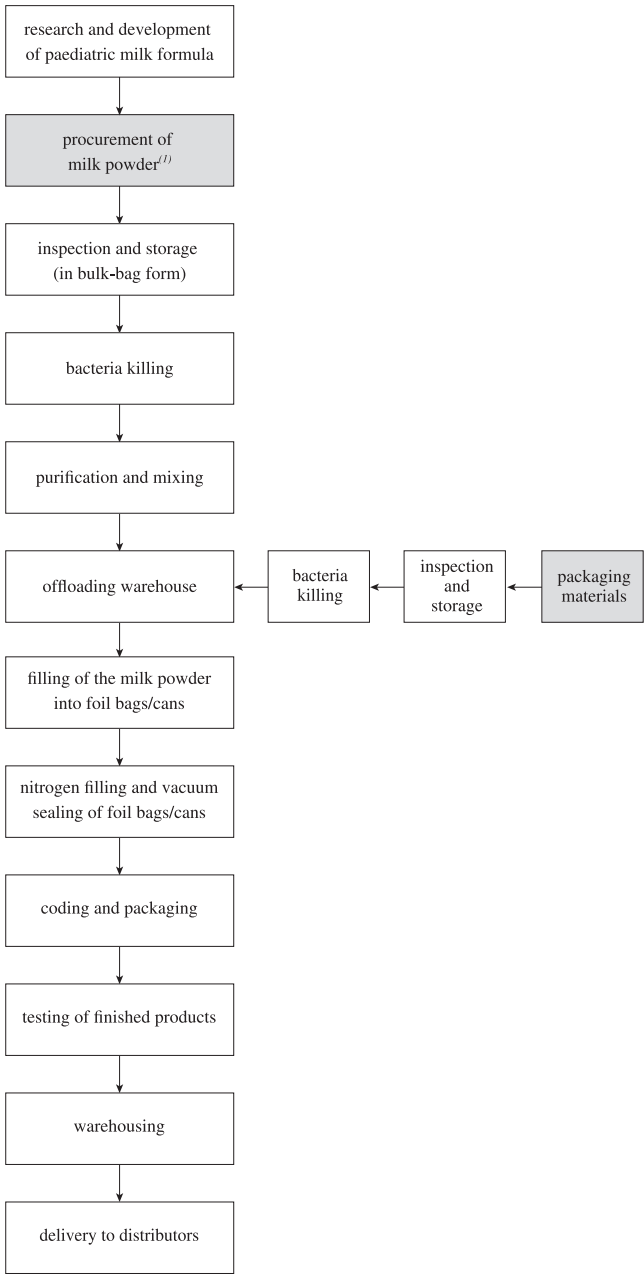 research and development
of paediatric milk formula
procurement of
milk powder(1)
inspection and storage
(in bulk-bag form)
bacteria killing
purification and mixing
offloading warehouse
bacteria
killing
inspection
and
storage
packaging
materials
filling of the milk powder
into foil bags/cans
nitrogen filling and vacuum
sealing of foil bags/cans
coding and packaging
testing of finished products
warehousing
delivery to distributors